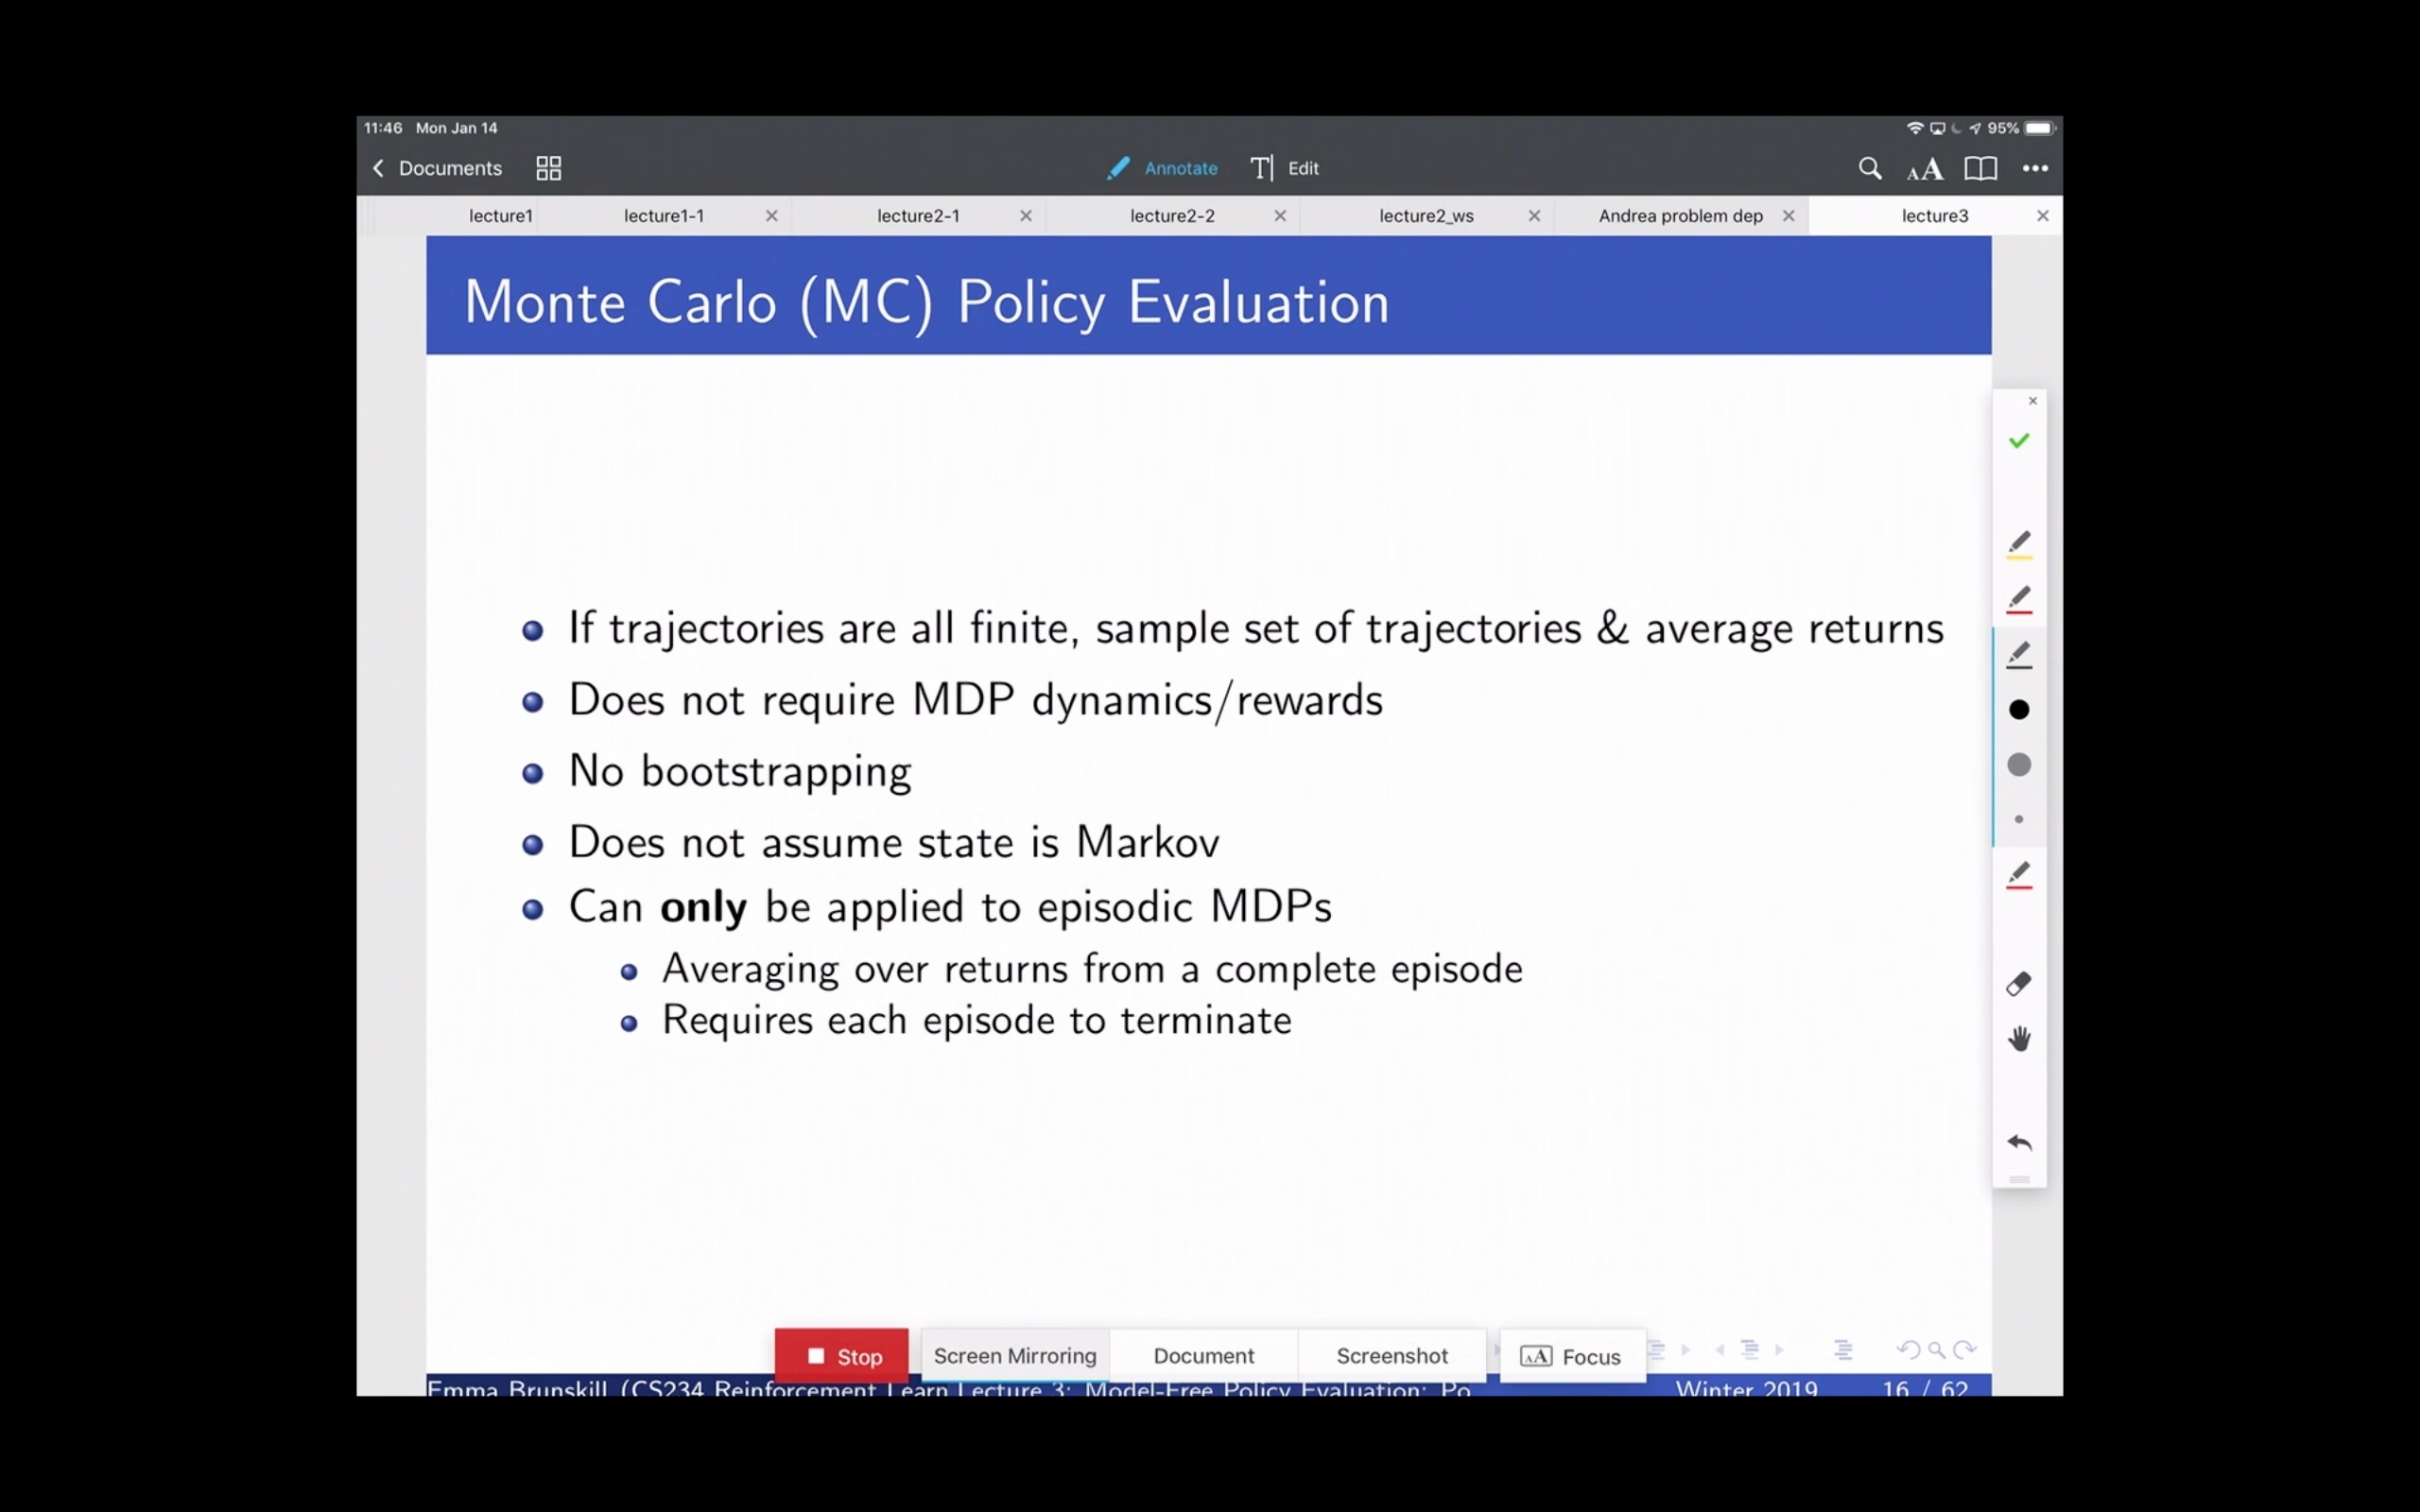 11:46 Mon Jan 14
95%
Documents
Annotate
T Edit
AA
lecture1
lecture1-1
lecture2-1
lecture2-2
lecture2_ws
Andrea problem dep
lecture3
Monte Carlo (MC) Policy Evaluation
If trajectories are all finite, sample set of trajectories & average returns
Does not require MDP dynamics/rewards
No bootstrapping
Does not assume state is Markov
Can only be applied to episodic MDPs
Averaging over returns from a complete episode
Requires each episode to terminate
Stop
Screen Mirroring
Document
Screenshot
AA Focus
Emma Brunskill (CS234 Reinforcement Learn Lecture 3: Model-Free Policy Evaluation: Po
Winter 2019
16 / 62